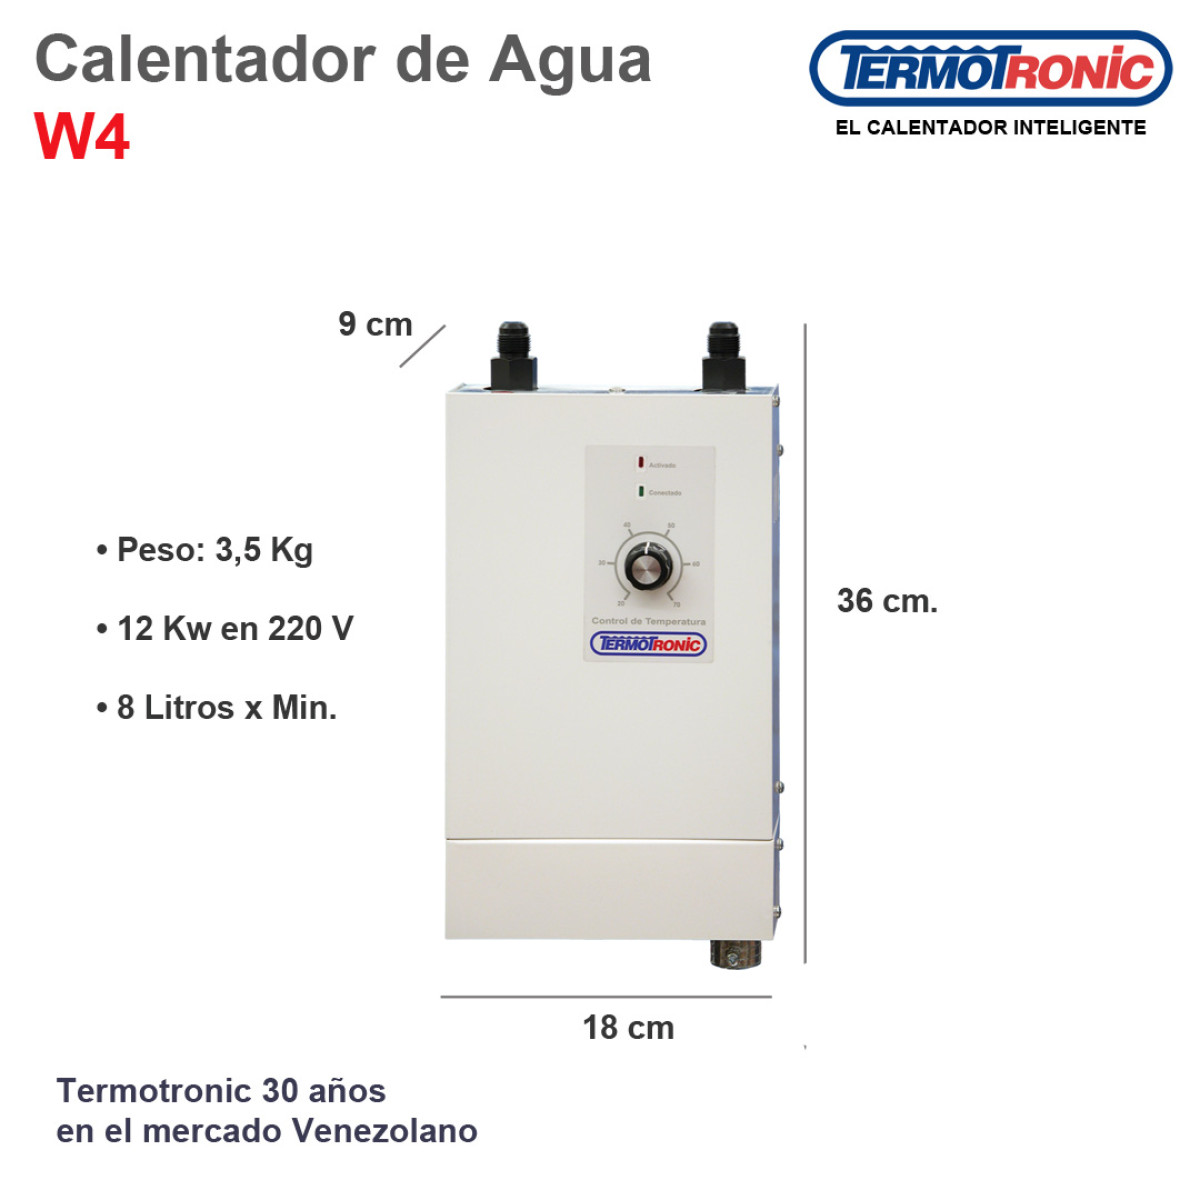 Calentador de Agua
W4
TERMOTRONIC
EL CALENTADOR INTELIGENTE
9 cm
Activado
Conectado
40
50
30
60
20
70
Control de Temperatura
TERMOTRONIC
• Peso: 3,5 Kg
• 12 Kw en 220 V
• 8 Litros x Min.
36 cm.
18 cm
Termotronic 30 años
en el mercado Venezolano